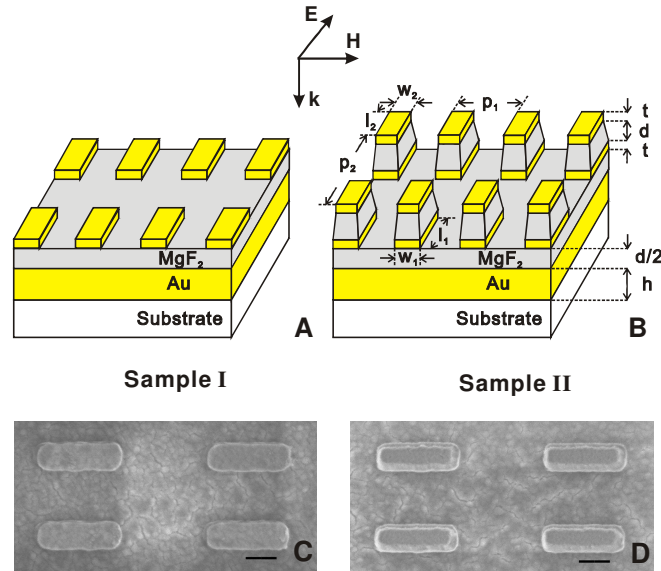 E
H
k
w₂
p₁
t
l₂
d
t
p₂
l₁
w₁
MgF₂
Au
Substrate
A
MgF₂
Au
Substrate
B
d/2
h
Sample I
Sample II
C
D